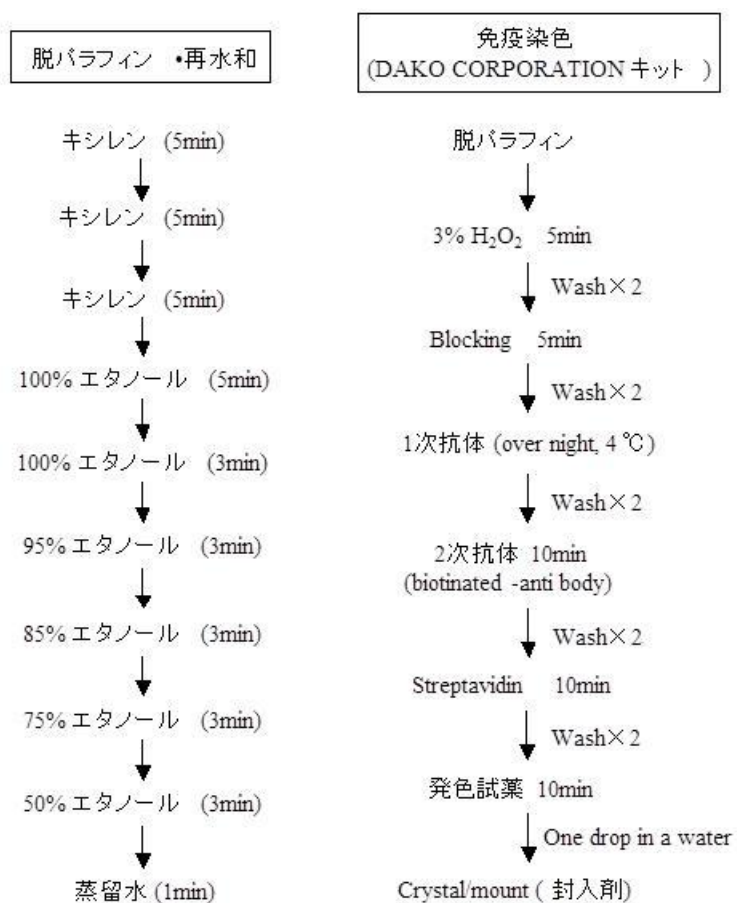 脱パラフィン ・再水和
キシレン (5min)
キシレン (5min)
キシレン (5min)
100% エタノール (5min)
100% エタノール (3min)
95% エタノール (3min)
85% エタノール (3min)
75% エタノール (3min)
50% エタノール (3min)
蒸留水 (1min)
免疫染色
(DAKO CORPORATION キット )
脱パラフィン
3% H₂O₂ 5min
Wash×2
Blocking 5min
Wash×2
1次抗体 (over night, 4 ℃)
Wash×2
2次抗体 10min
(biotinated -anti body)
Wash×2
Streptavidin 10min
Wash×2
発色試薬 10min
One drop in a water
Crystal/mount ( 封入剤)